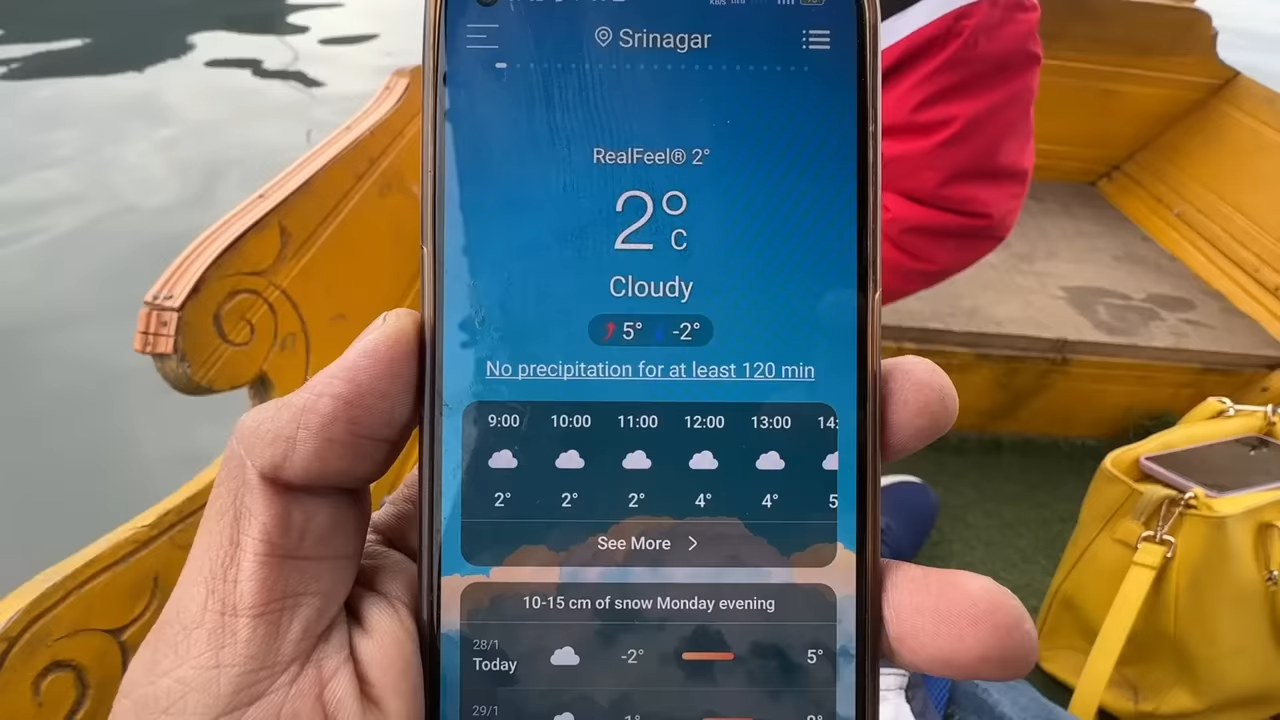 Srinagar
RealFeel® 2°
2°
C
Cloudy
5° -2°
No precipitation for at least 120 min
9:00 10:00 11:00 12:00 13:00 14:
2° 2° 2° 4° 4° 5
See More
10-15 cm of snow Monday evening
28/1
Today -2° 5°
29/1